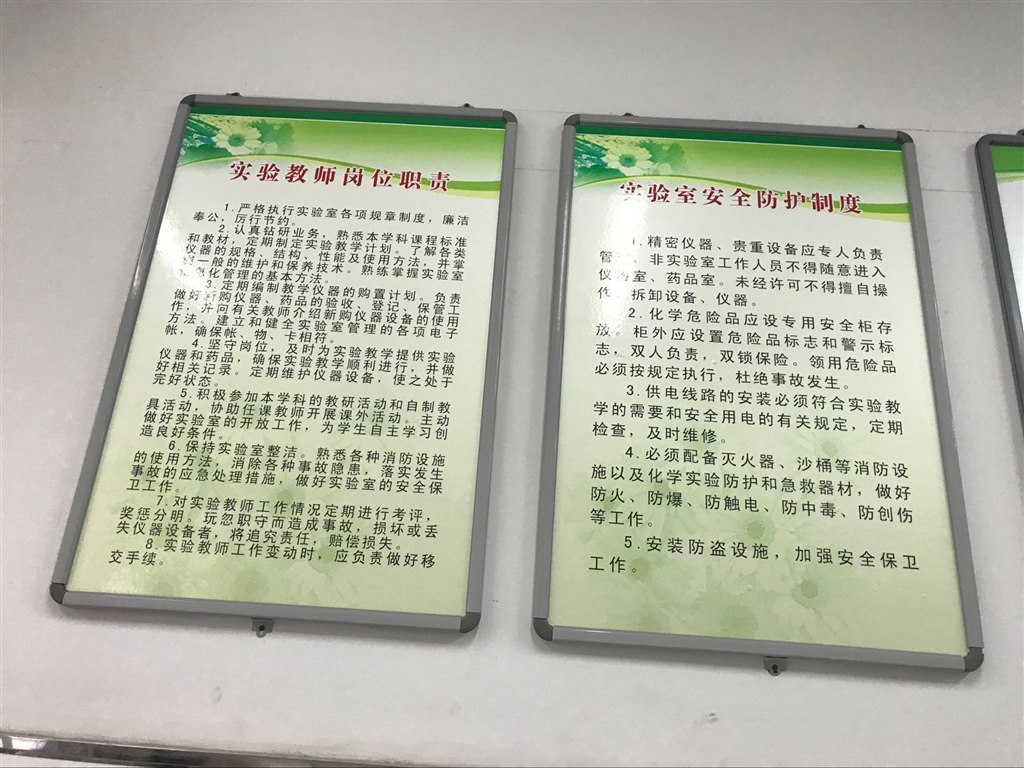 实验教师岗位职责
1.严格执行实验室各项规章制度，廉洁
奉公，厉行节约。
2.认真钻研业务，熟悉本学科课程标准
和教材，定期制定实验教学计划。了解各类
仪器的规格、结构、性能及使用方法，并掌
一般的维护和保养技术。熟练掌握实验室
化管理的基本方法。
3.定期编制教学仪器的购置计划。负责
做好新购仪器、药品的验收、登记、保管工
作，并向有关教师介绍新购仪器设备的使用
方法。建立和健全实验室管理的各项电子
帐，确保帐、物、卡相符。
4.坚守岗位，及时为实验教学提供实验
仪器和药品，确保实验教学顺利进行，并做
好相关记录。定期维护仪器设备，使之处于
完好状态。
5.积极参加本学科的教研活动和自制教
具活动，协助任课教师开展课外活动。主动
做好实验室的开放工作，为学生自主学习创
造良好条件。
6.保持实验室整洁。熟悉各种消防设施
的使用方法，消除各种事故隐患，落实发生
事故的应急处理措施，做好实验室的安全保
卫工作。
7.对实验教师工作情况定期进行考评，
奖惩分明。玩忽职守而造成事故，损坏或丢
失仪器设备者，将追究责任，赔偿损失。
8.实验教师工作变动时，应负责做好移
交手续。
实验室安全防护制度
1.精密仪器、贵重设备应专人负责
管 。非实验室工作人员不得随意进入
仪 室、药品室。未经许可不得擅自操
作、拆卸设备、仪器。
2.化学危险品应设专用安全柜存
放，柜外应设置危险品标志和警示标
志，双人负责，双锁保险。领用危险品
必须按规定执行，杜绝事故发生。
3.供电线路的安装必须符合实验教
学的需要和安全用电的有关规定，定期
检查，及时维修。
4.必须配备灭火器、沙桶等消防设
施以及化学实验防护和急救器材，做好
防火、防爆、防触电、防中毒、防创伤
等工作。
5.安装防盗设施，加强安全保卫
工作。